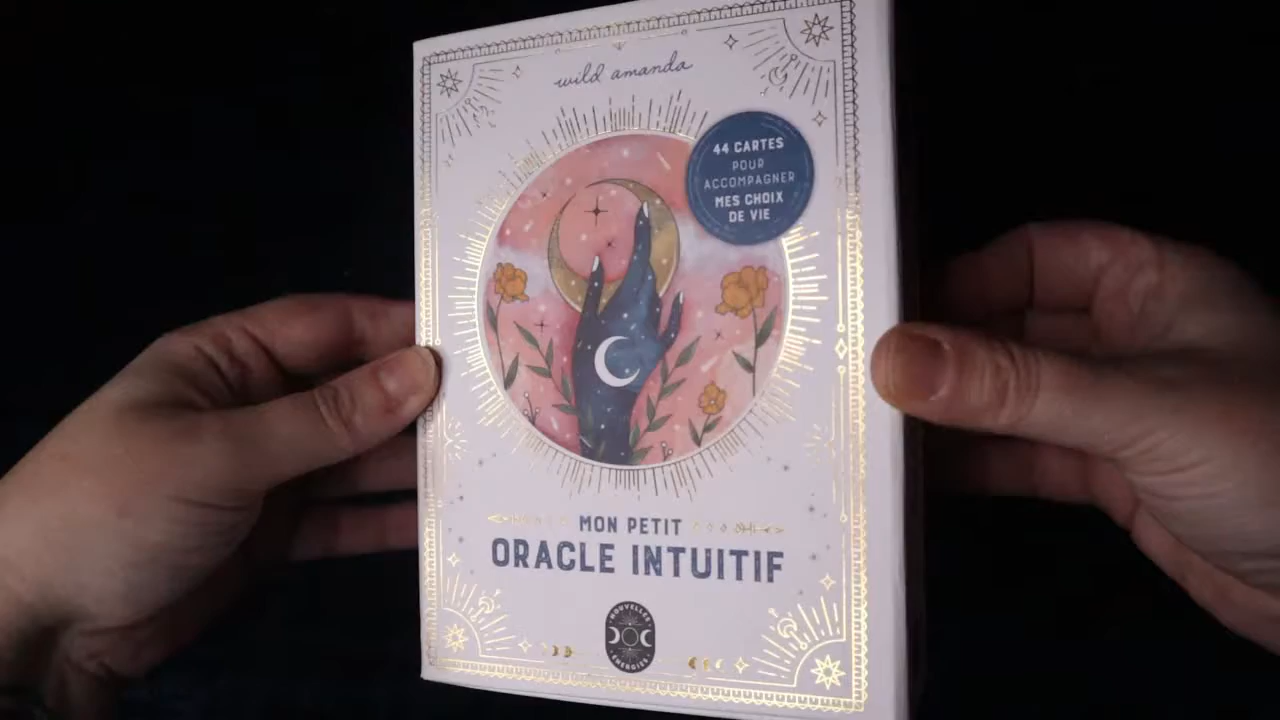 wild amanda
44 CARTES
POUR
ACCOMPAGNER
MES CHOIX
DE VIE
MON PETIT
ORACLE INTUITIF
NOUVELLES
ÉNERGIES